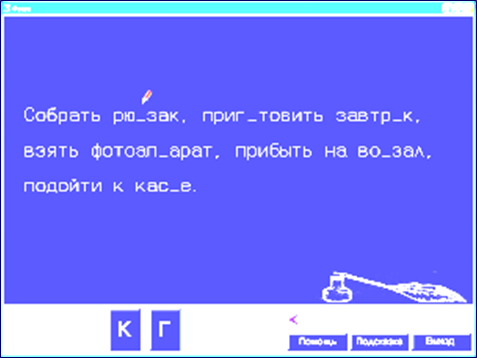 Собрать рю_зак, приг_товить завтр_к,
взять фотоап_арат, прибыть на во_зал,
подойти к кас_е.
К Г
Помощь Подсказка Выход